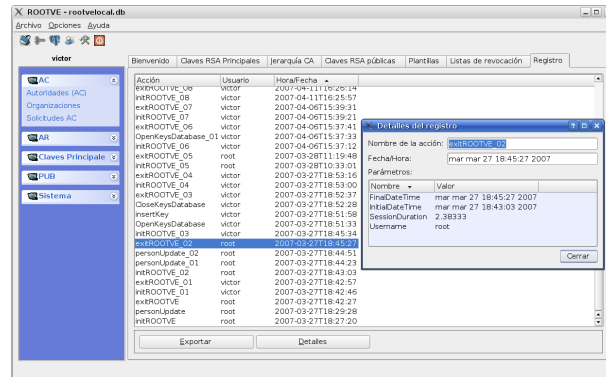 ROOTVE - rootvelocal.db
Archivo Opciones Ayuda
victor
Bienvenido Claves RSA Principales Jerarquía CA Claves RSA públicas Plantillas Listas de revocación Registro
AC
Autoridades (AC)
Organizaciones
Solicitudes AC
AR
Claves Principale
PUB
Sistema
Acción Usuario Hora/Fecha
exitROOTVE_08 victor 2007-04-11T16:26:14
initROOTVE_08 victor 2007-04-11T16:25:57
exitROOTVE_07 victor 2007-04-06T15:39:31
initROOTVE_07 victor 2007-04-06T15:39:21
exitROOTVE_06 victor 2007-04-06T15:37:41
OpenKeysDatabase_01 victor 2007-04-06T15:37:33
initROOTVE_06 victor 2007-04-06T15:37:12
exitROOTVE_05 root 2007-03-28T11:19:48
initROOTVE_05 root 2007-03-28T10:33:01
exitROOTVE_04 victor 2007-03-27T18:53:16
initROOTVE_04 victor 2007-03-27T18:53:00
exitROOTVE_03 victor 2007-03-27T18:52:37
CloseKeysDatabase victor 2007-03-27T18:52:28
InsertKey victor 2007-03-27T18:51:58
OpenKeysDatabase victor 2007-03-27T18:51:33
initROOTVE_03 victor 2007-03-27T18:45:34
exitROOTVE_02 root 2007-03-27T18:45:27
personUpdate_02 root 2007-03-27T18:44:51
personUpdate_01 root 2007-03-27T18:44:23
initROOTVE_02 root 2007-03-27T18:43:03
exitROOTVE_01 victor 2007-03-27T18:42:57
initROOTVE_01 victor 2007-03-27T18:42:46
exitROOTVE root 2007-03-27T18:42:27
personUpdate root 2007-03-27T18:29:28
initROOTVE root 2007-03-27T18:27:20
Exportar Detalles
Detalles del registro
Nombre de la acción: exitROOTVE_02
Fecha/Hora: mar mar 27 18:45:27 2007
Parámetros:
Nombre Valor
FinalDateTime mar mar 27 18:45:27 2007
InitialDateTime mar mar 27 18:43:03 2007
SessionDuration 2.38333
Username root
Cerrar